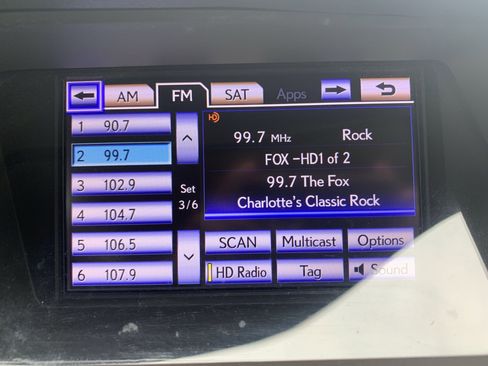 AM FM SAT Apps
1 90.7
2 99.7
3 102.9
4 104.7
5 106.5
6 107.9
Set
3/6
HD
99.7 MHz Rock
FOX -HD1 of 2
99.7 The Fox
Charlotte's Classic Rock
SCAN Multicast Options
HD Radio Tag Sound